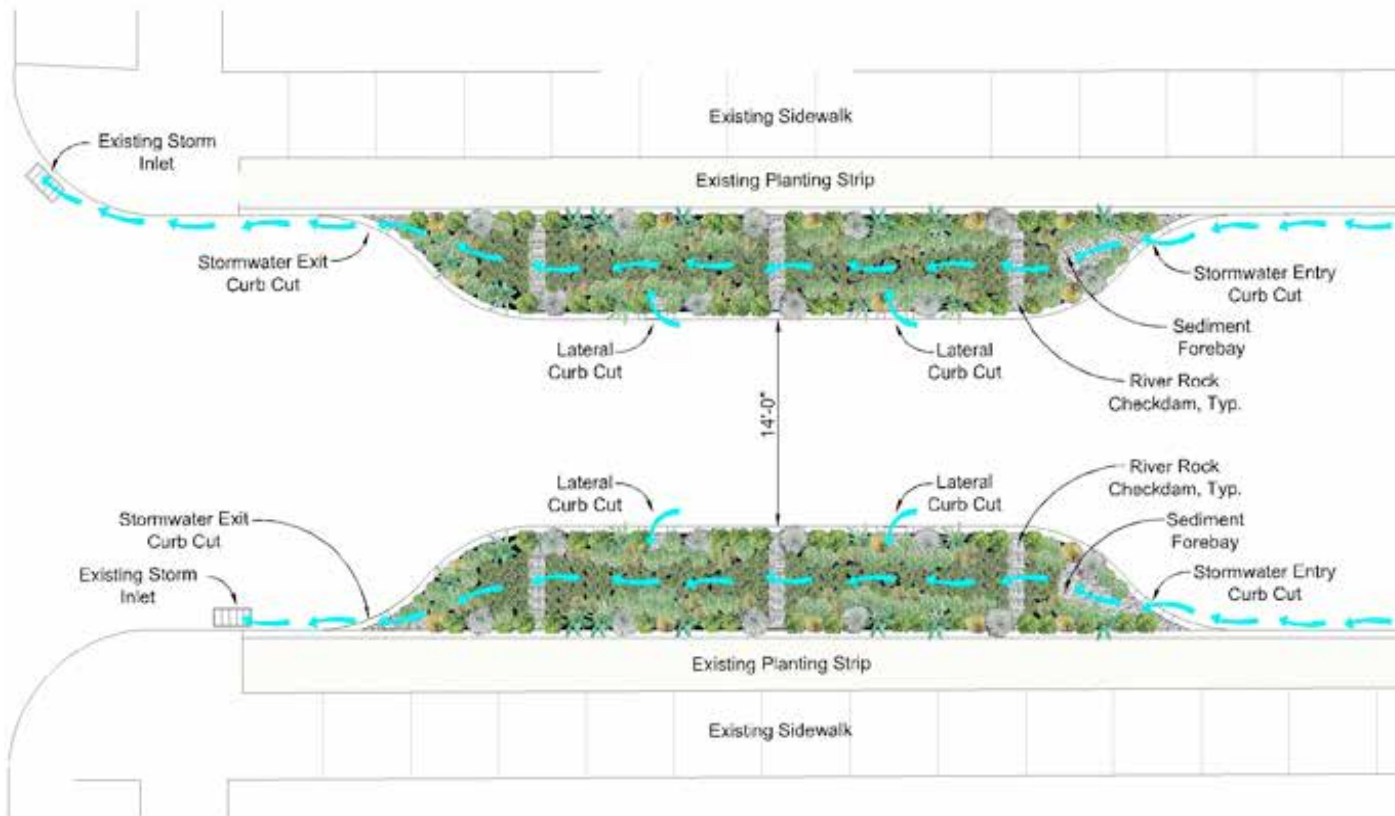 Existing Sidewalk
Existing Storm
Inlet
Existing Planting Strip
Stormwater Exit
Curb Cut
Stormwater Entry
Curb Cut
Sediment
Forebay
Lateral
Curb Cut
Lateral
Curb Cut
River Rock
Checkdam, Typ.
14'-0"
River Rock
Checkdam, Typ.
Lateral
Curb Cut
Lateral
Curb Cut
Stormwater Exit
Curb Cut
Sediment
Forebay
Existing Storm
Inlet
Stormwater Entry
Curb Cut
Existing Planting Strip
Existing Sidewalk